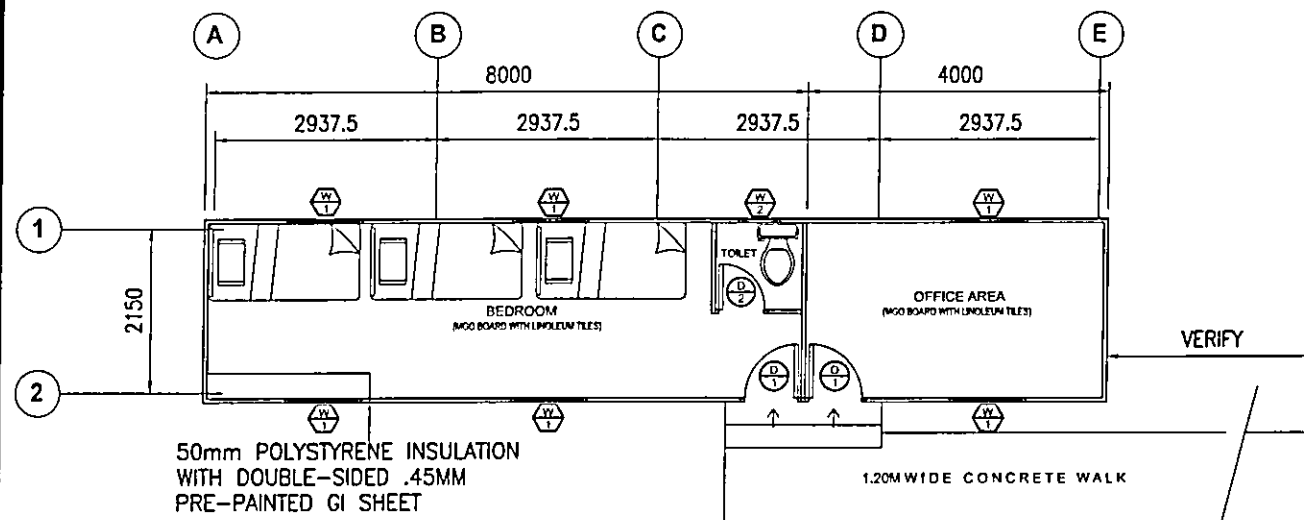 A B C D E
8000 4000
2937.5 2937.5 2937.5 2937.5
W 1 W 1 W 2 W 1
1
TOILET
D 2
2150
BEDROOM
(MGO BOARD WITH LINOLEUM TILES)
OFFICE AREA
(MGO BOARD WITH LINOLEUM TILES)
VERIFY
D 1 D 1
2
W 1 W 1 W 1
50mm POLYSTYRENE INSULATION
WITH DOUBLE-SIDED .45MM
PRE-PAINTED GI SHEET
1.20M WIDE CONCRETE WALK